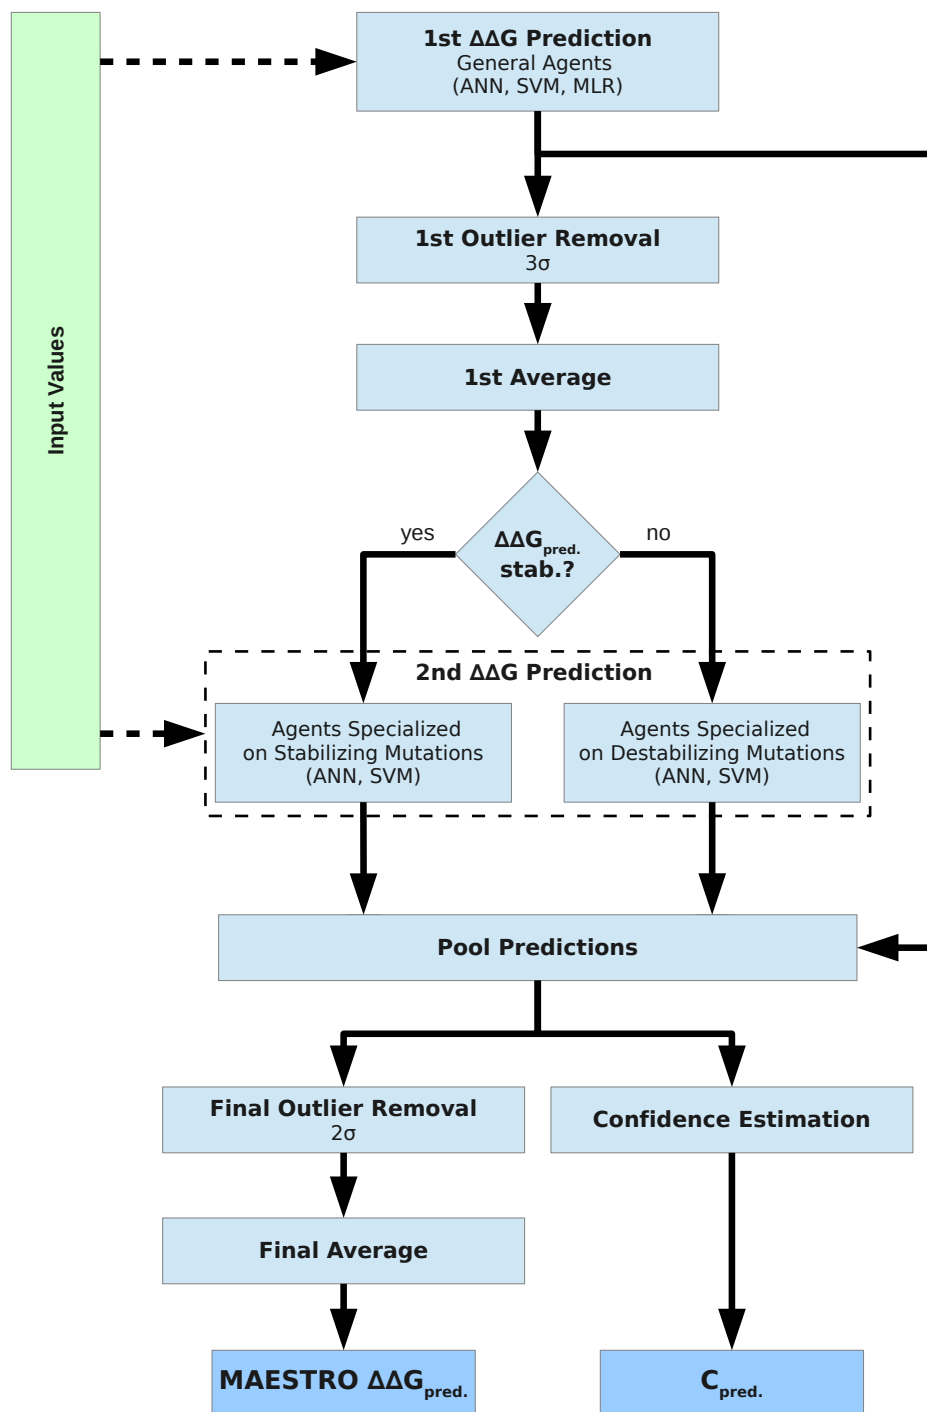 1st ΔΔG Prediction
General Agents
(ANN, SVM, MLR)
1st Outlier Removal
3σ
1st Average
Input Values
yes
ΔΔGpred.
stab.?
no
2nd ΔΔG Prediction
Agents Specialized
on Stabilizing Mutations
(ANN, SVM)
Agents Specialized
on Destabilizing Mutations
(ANN, SVM)
Pool Predictions
Final Outlier Removal
2σ
Confidence Estimation
Final Average
MAESTRO ΔΔGpred.
Cpred.